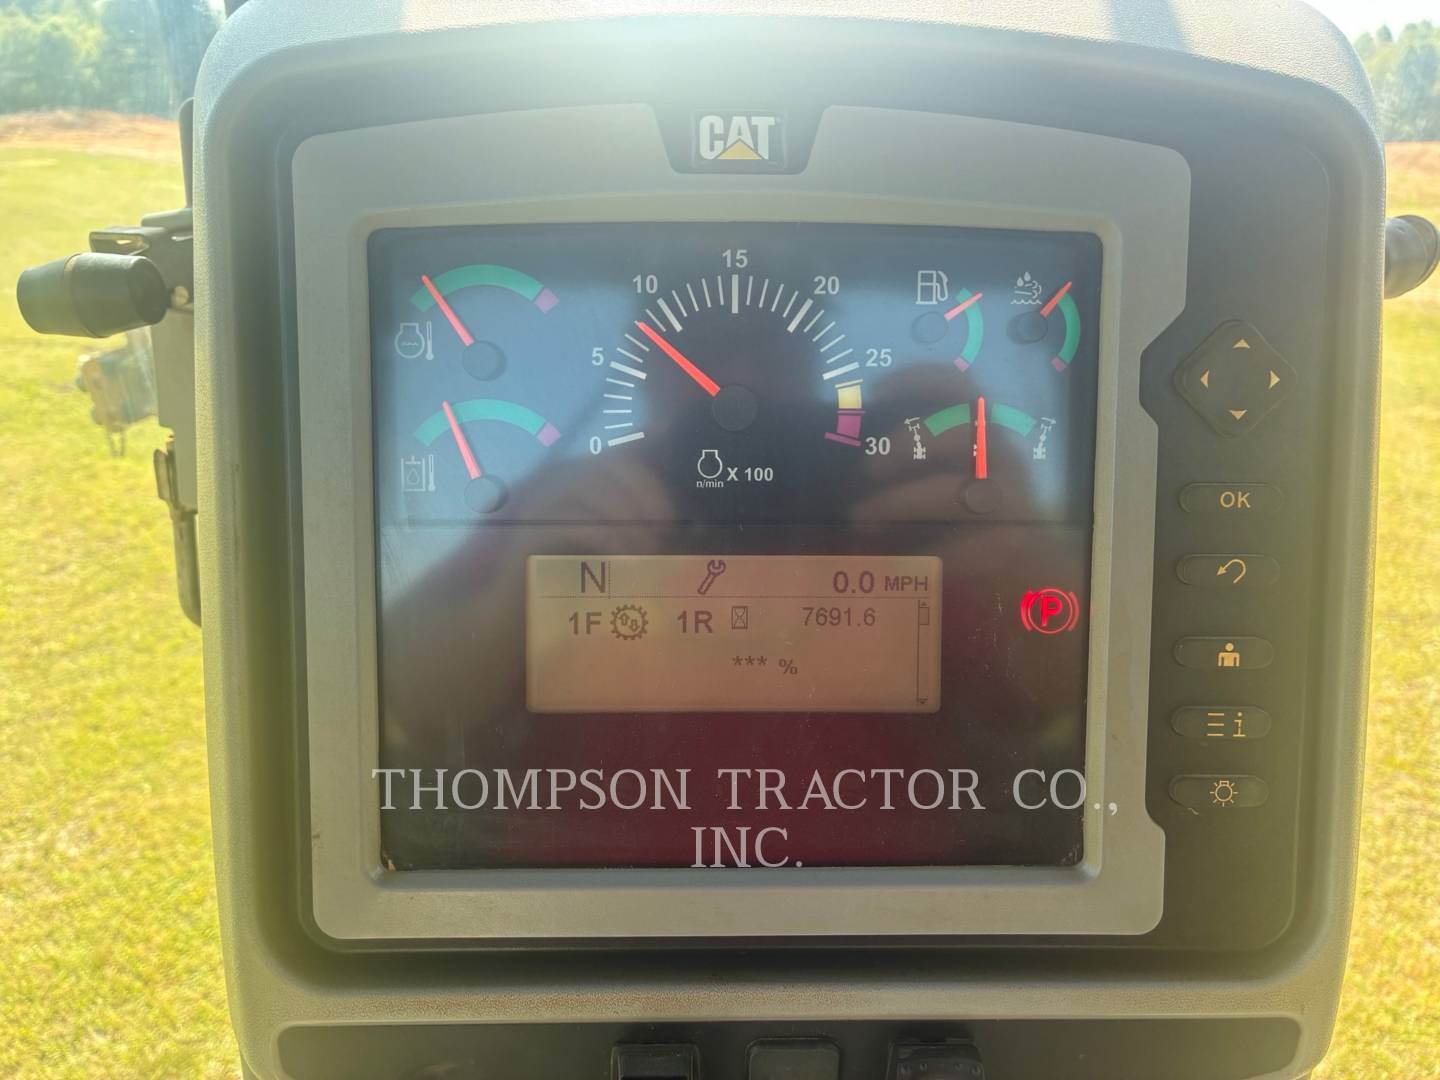 CAT
15
10
20
5
25
0
30
n/min X 100
OK
N 0.0 MPH
1F 1R 7691.6
*** %
P
i
THOMPSON TRACTOR CO.,
INC.